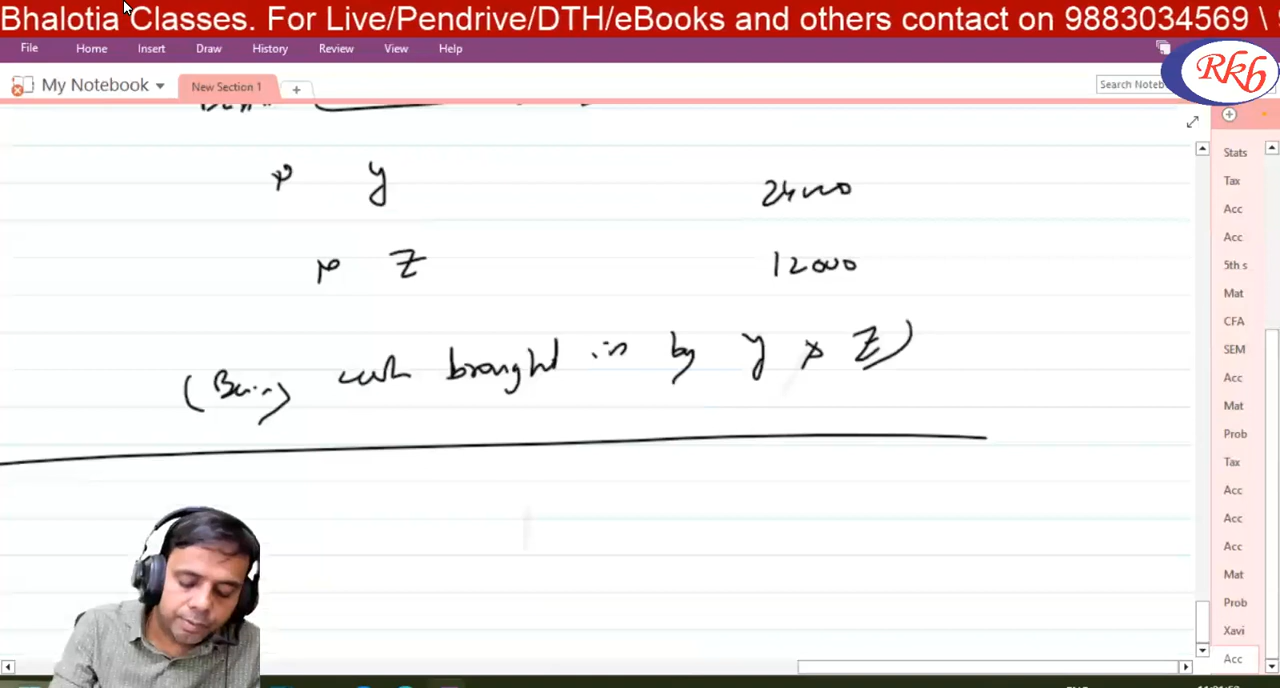 Bhalotia Classes. For Live/Pendrive/DTH/eBooks and others contact on 9883034569 \
File Home Insert Draw History Review View Help
Rkb
My Notebook New Section 1 + Search Noteb
Stats
Tax
Acc
Acc
5th s
Mat
CFA
SEM
Acc
Mat
Prob
Tax
Acc
Acc
Acc
Mat
Prob
Xavi
Acc
y 24000
Z 12000
(Being cash brought in by y & Z)